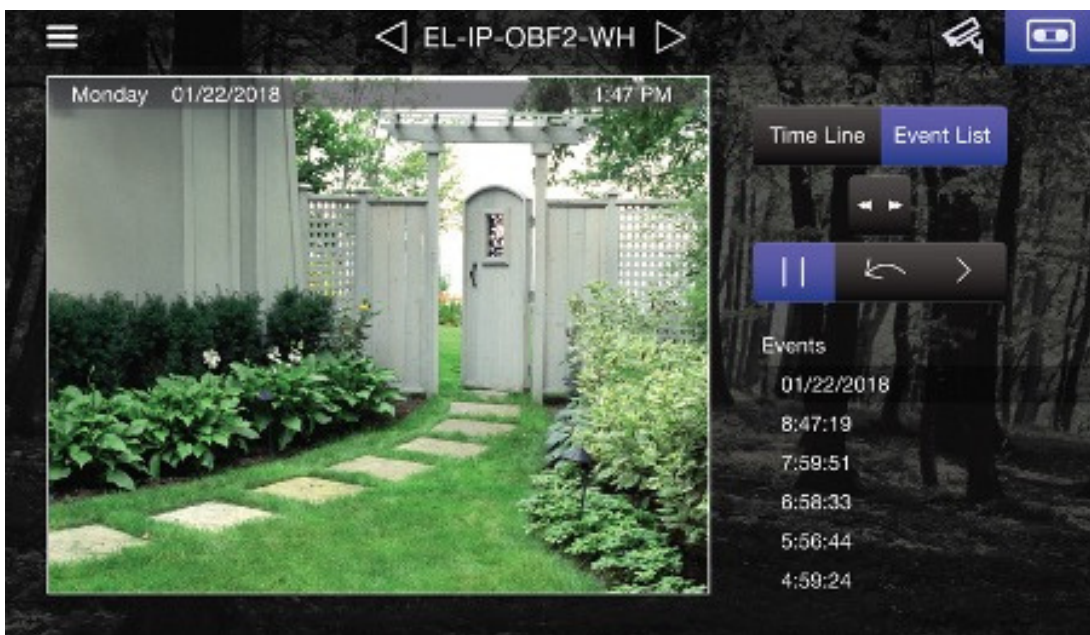 EL-IP-OBF2-WH
Monday 01/22/2018 1:47 PM
Time Line Event List
Events
01/22/2018
8:47:19
7:59:51
6:58:33
5:56:44
4:59:24